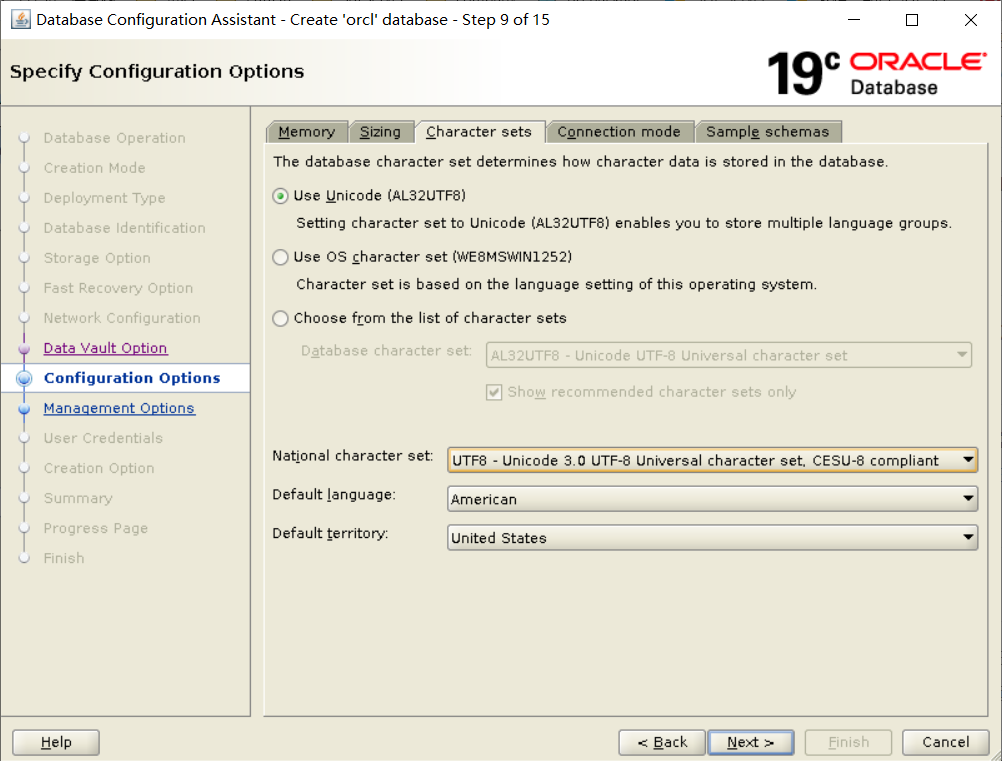 Database Configuration Assistant - Create 'orcl' database - Step 9 of 15
Specify Configuration Options
19c ORACLE
Database
Database Operation
Creation Mode
Deployment Type
Database Identification
Storage Option
Fast Recovery Option
Network Configuration
Data Vault Option
Configuration Options
Management Options
User Credentials
Creation Option
Summary
Progress Page
Finish
Memory Sizing Character sets Connection mode Sample schemas
The database character set determines how character data is stored in the database.
Use Unicode (AL32UTF8)
Setting character set to Unicode (AL32UTF8) enables you to store multiple language groups.
Use OS character set (WE8MSWIN1252)
Character set is based on the language setting of this operating system.
Choose from the list of character sets
Database character set: AL32UTF8 - Unicode UTF-8 Universal character set
Show recommended character sets only
National character set: UTF8 - Unicode 3.0 UTF-8 Universal character set, CESU-8 compliant
Default language: American
Default territory: United States
Help < Back Next > Finish Cancel